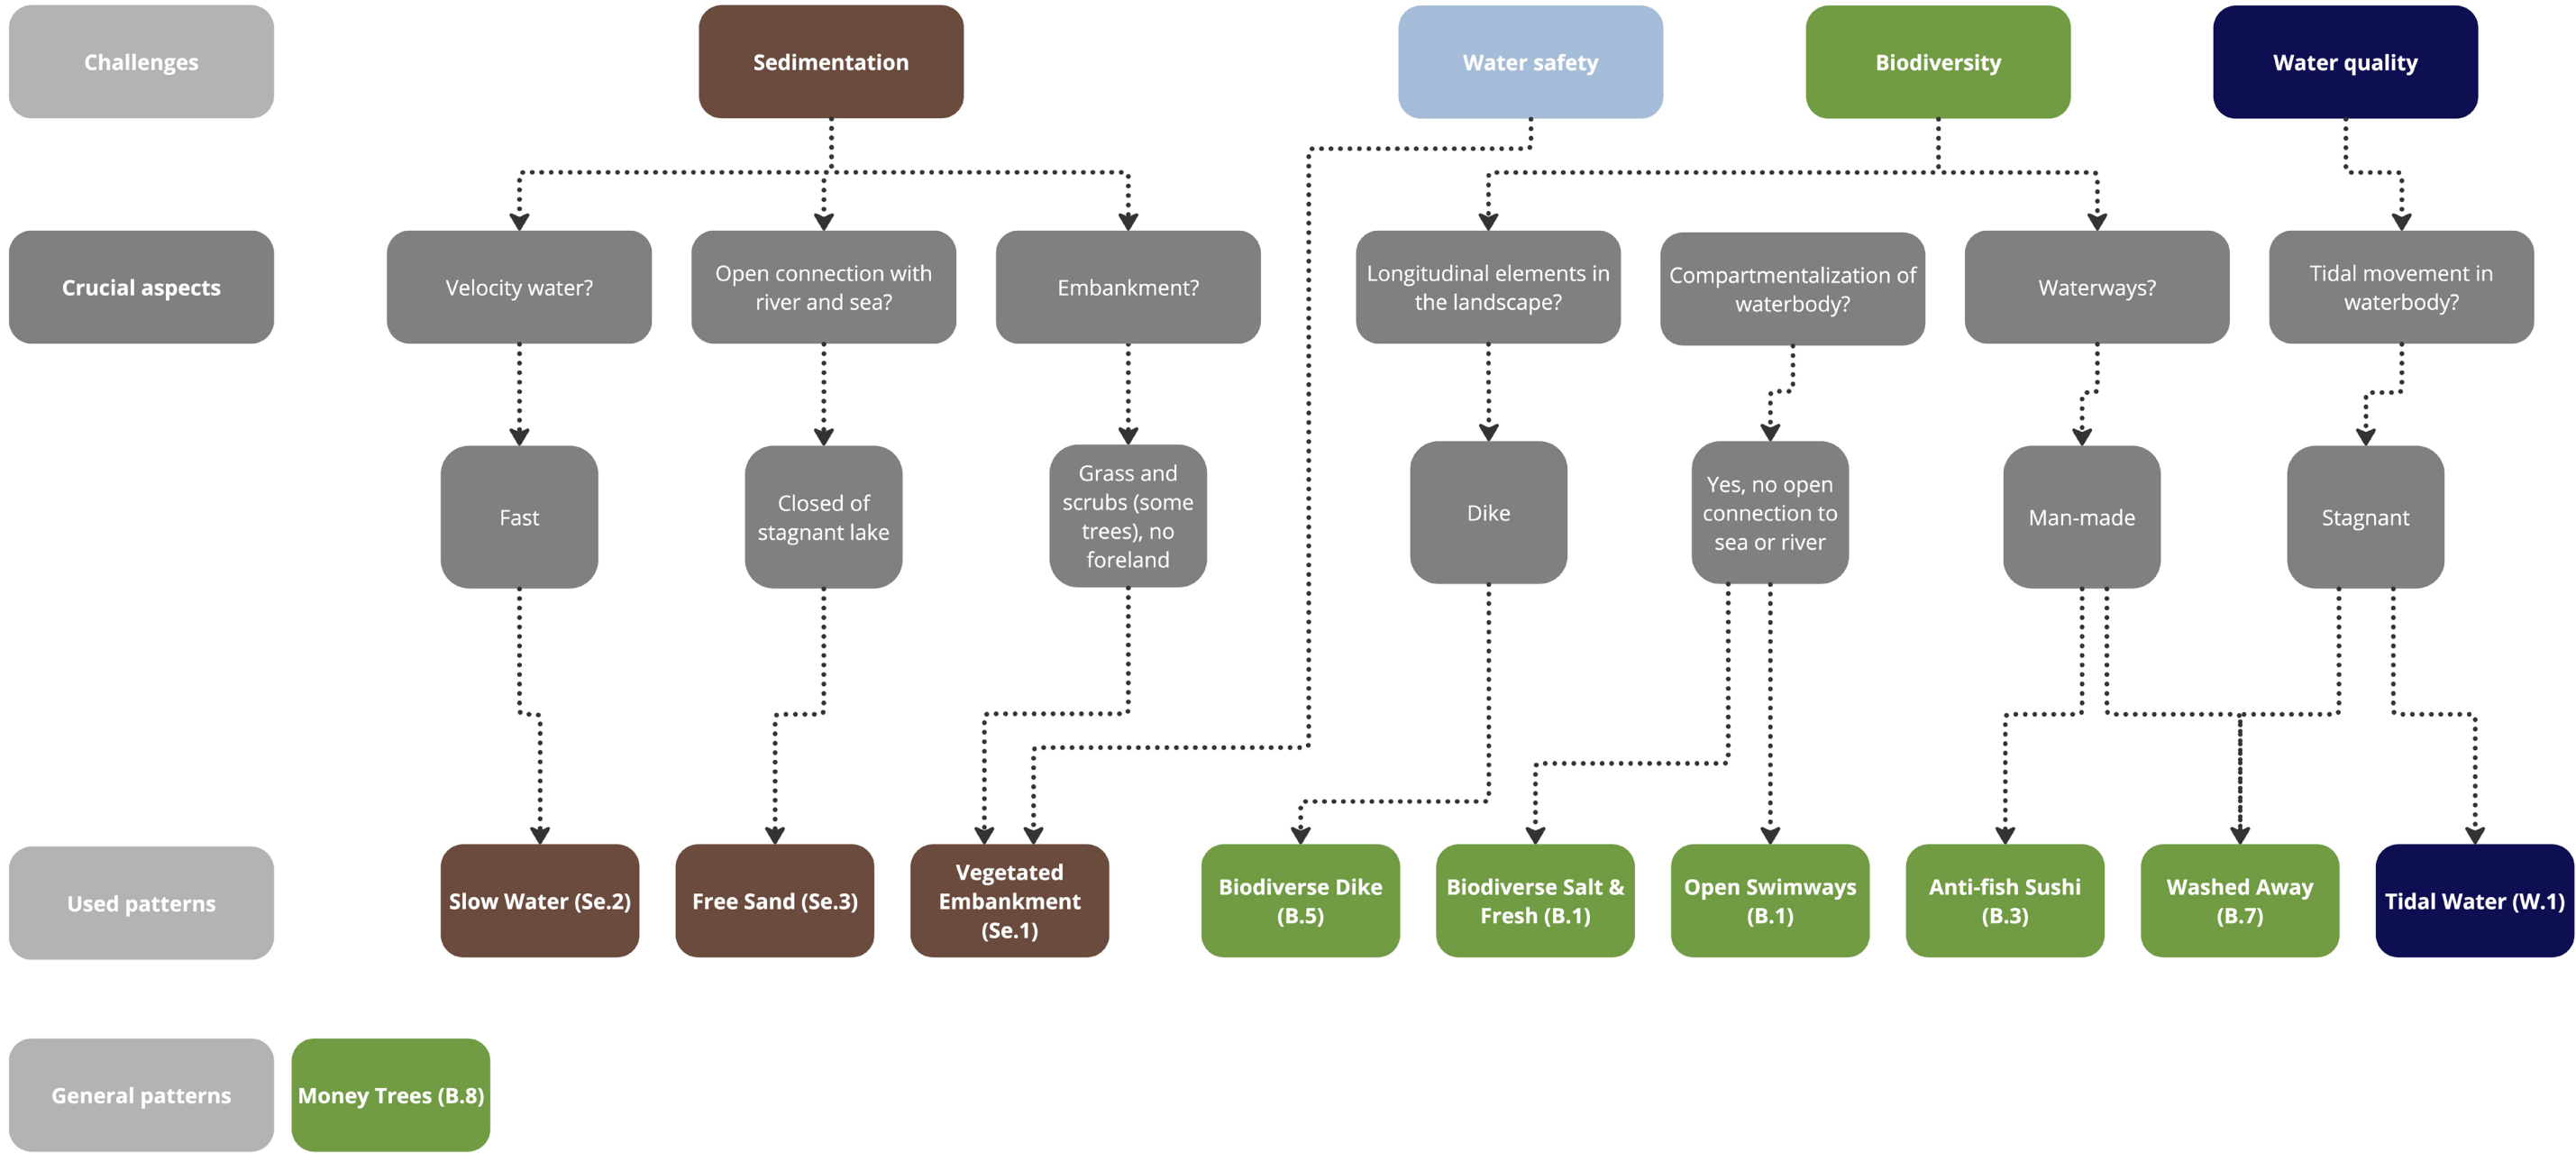 Challenges
Sedimentation
Water safety
Biodiversity
Water quality
Crucial aspects
Velocity water?
Open connection with
river and sea?
Embankment?
Longitudinal elements in
the landscape?
Compartmentalization of
waterbody?
Waterways?
Tidal movement in
waterbody?
Fast
Closed of
stagnant lake
Grass and
scrubs (some
trees), no
foreland
Dike
Yes, no open
connection to
sea or river
Man-made
Stagnant
Used patterns
Slow Water (Se.2)
Free Sand (Se.3)
Vegetated
Embankment
(Se.1)
Biodiverse Dike
(B.5)
Biodiverse Salt &
Fresh (B.1)
Open Swimways
(B.1)
Anti-fish Sushi
(B.3)
Washed Away
(B.7)
Tidal Water (W.1)
General patterns
Money Trees (B.8)